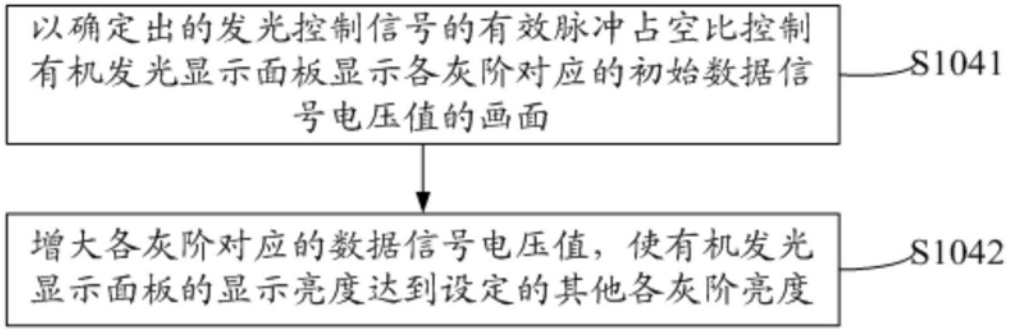 以确定出的发光控制信号的有效脉冲占空比控制
有机发光显示面板显示各灰阶对应的初始数据信
号电压值的画面
S1041
增大各灰阶对应的数据信号电压值，使有机发光
显示面板的显示亮度达到设定的其他各灰阶亮度
S1042